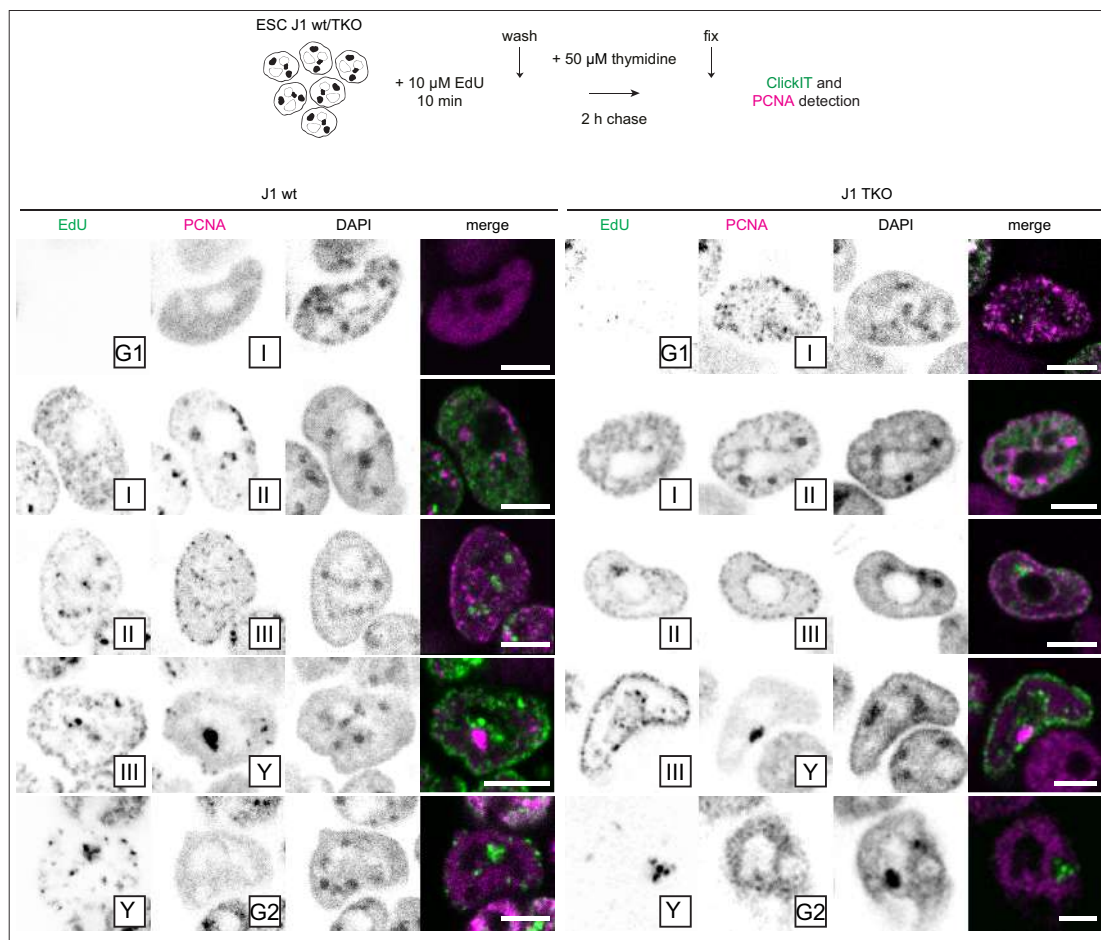 ESC J1 wt/TKO
wash
fix
+ 50 µM thymidine
+ 10 µM EdU
10 min
2 h chase
ClickIT and
PCNA detection
J1 wt
J1 TKO
EdU PCNA DAPI merge EdU PCNA DAPI merge
G1 I G1 I
I II I II
II III II III
III Y III Y
Y G2 Y G2